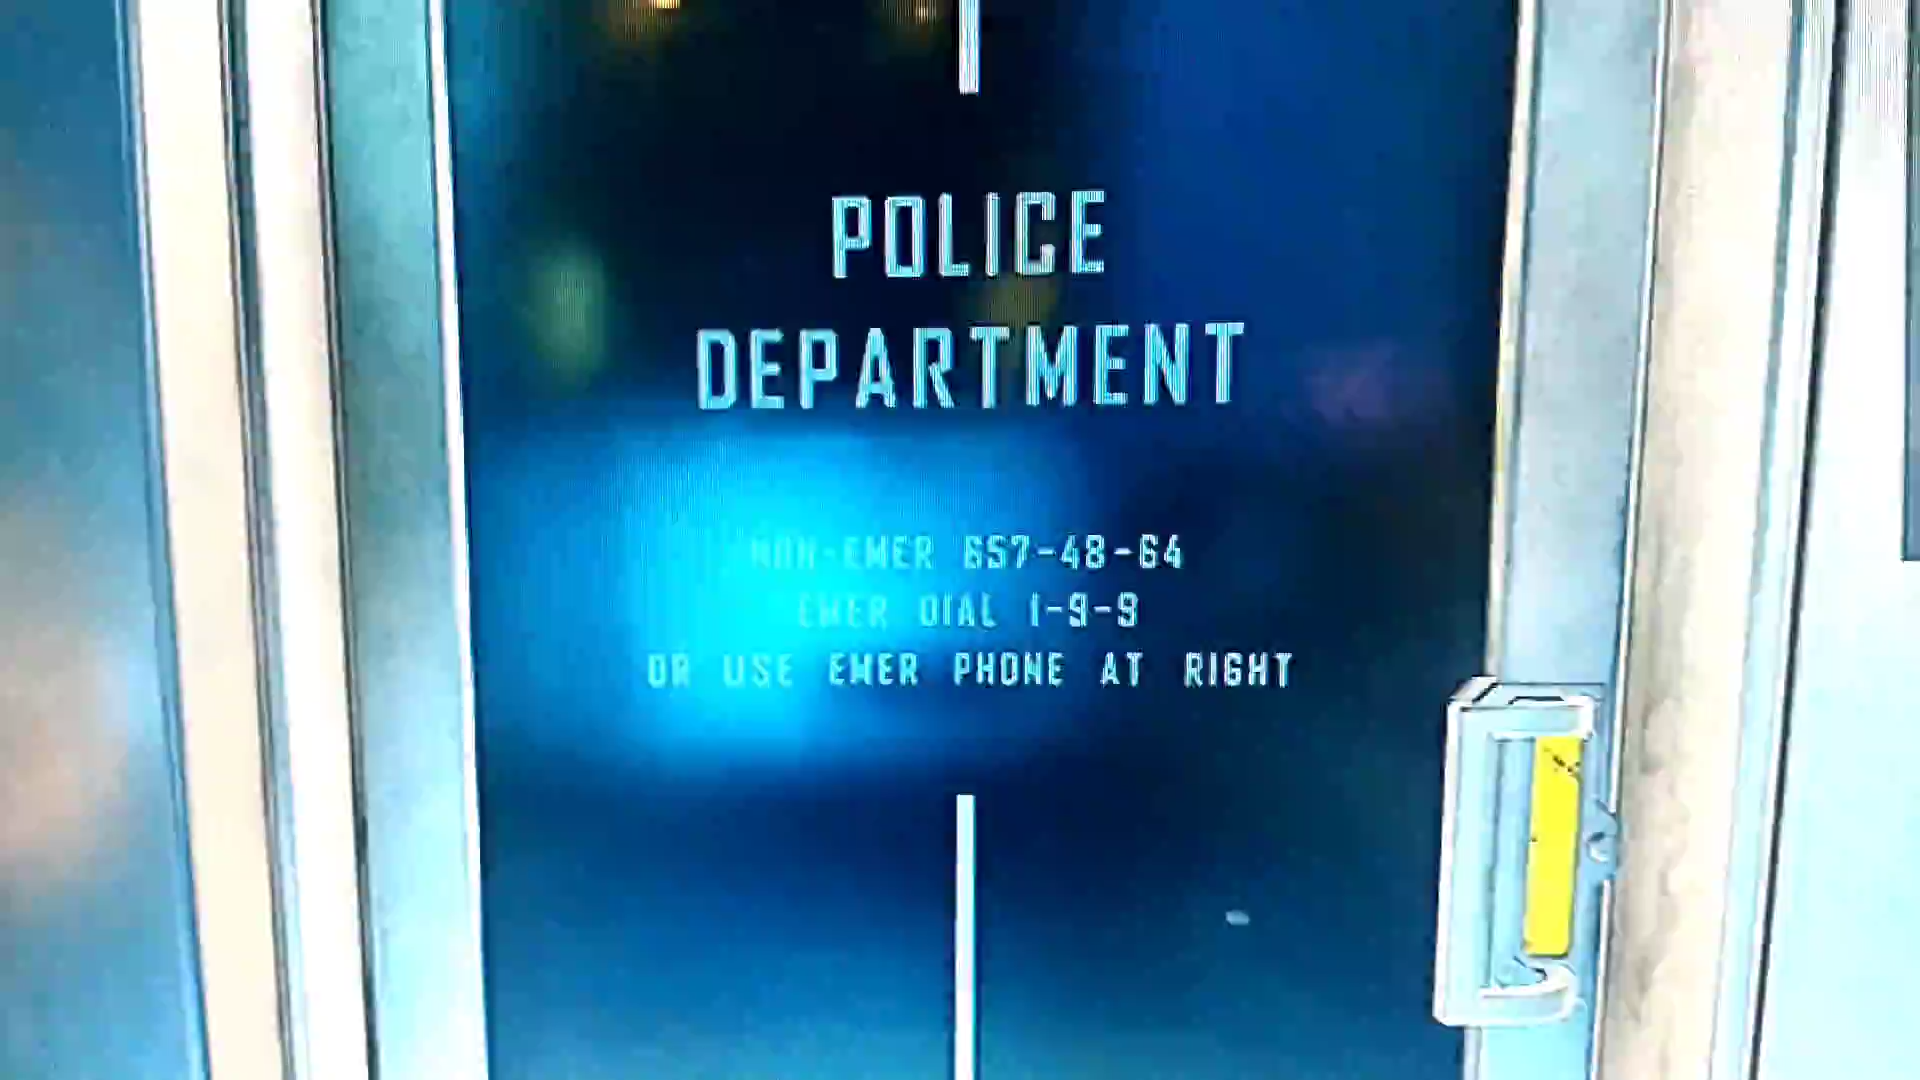 POLICE
DEPARTMENT
NON-EMER 657-48-64
EMER DIAL 1-9-9
OR USE EMER PHONE AT RIGHT